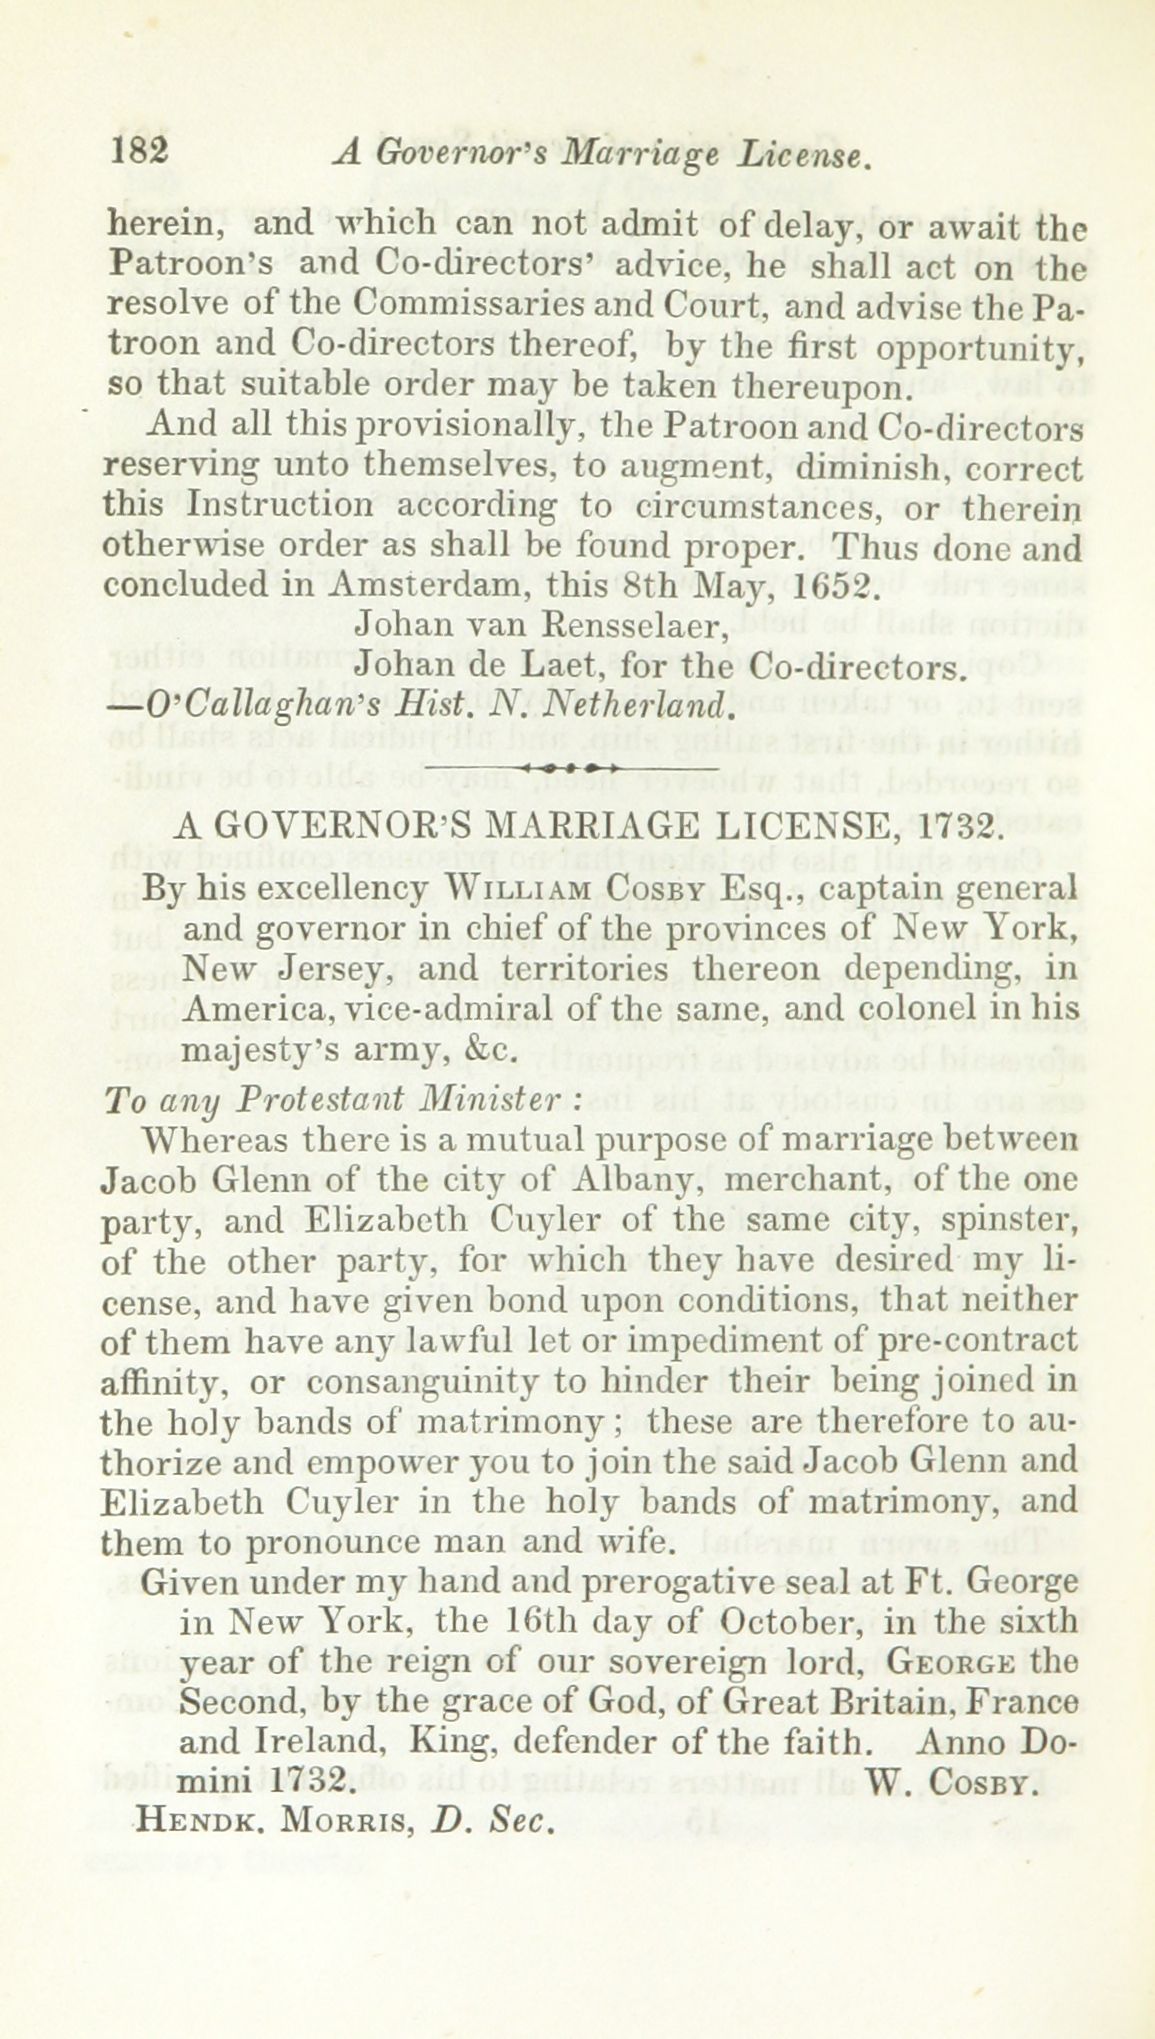 182 A Governor's Marriage License.
herein, and which can not admit of delay, or await the
Patroon's and Co-directors' advice, he shall act on the
resolve of the Commissaries and Court, and advise the Pa-
troon and Co-directors thereof, by the first opportunity,
so that suitable order may be taken thereupon.
And all this provisionally, the Patroon and Co-directors
reserving unto themselves, to augment, diminish, correct
this Instruction according to circumstances, or therein
otherwise order as shall be found proper. Thus done and
concluded in Amsterdam, this 8th May, 1652.
Johan van Rensselaer,
Johan de Laet, for the Co-directors.
—O'Callaghan's Hist. N. Netherland.
A GOVERNOR'S MARRIAGE LICENSE, 1732.
By his excellency WILLIAM COSBY Esq., captain general
and governor in chief of the provinces of New York,
New Jersey, and territories thereon depending, in
America, vice-admiral of the same, and colonel in his
majesty's army, &c.
To any Protestant Minister :
Whereas there is a mutual purpose of marriage between
Jacob Glenn of the city of Albany, merchant, of the one
party, and Elizabeth Cuyler of the same city, spinster,
of the other party, for which they have desired my li-
cense, and have given bond upon conditions, that neither
of them have any lawful let or impediment of pre-contract
affinity, or consanguinity to hinder their being joined in
the holy bands of matrimony; these are therefore to au-
thorize and empower you to join the said Jacob Glenn and
Elizabeth Cuyler in the holy bands of matrimony, and
them to pronounce man and wife.
Given under my hand and prerogative seal at Ft. George
in New York, the 16th day of October, in the sixth
year of the reign of our sovereign lord, GEORGE the
Second, by the grace of God, of Great Britain, France
and Ireland, King, defender of the faith. Anno Do-
mini 1732. W. COSBY.
HENDK. MORRIS, D. Sec.